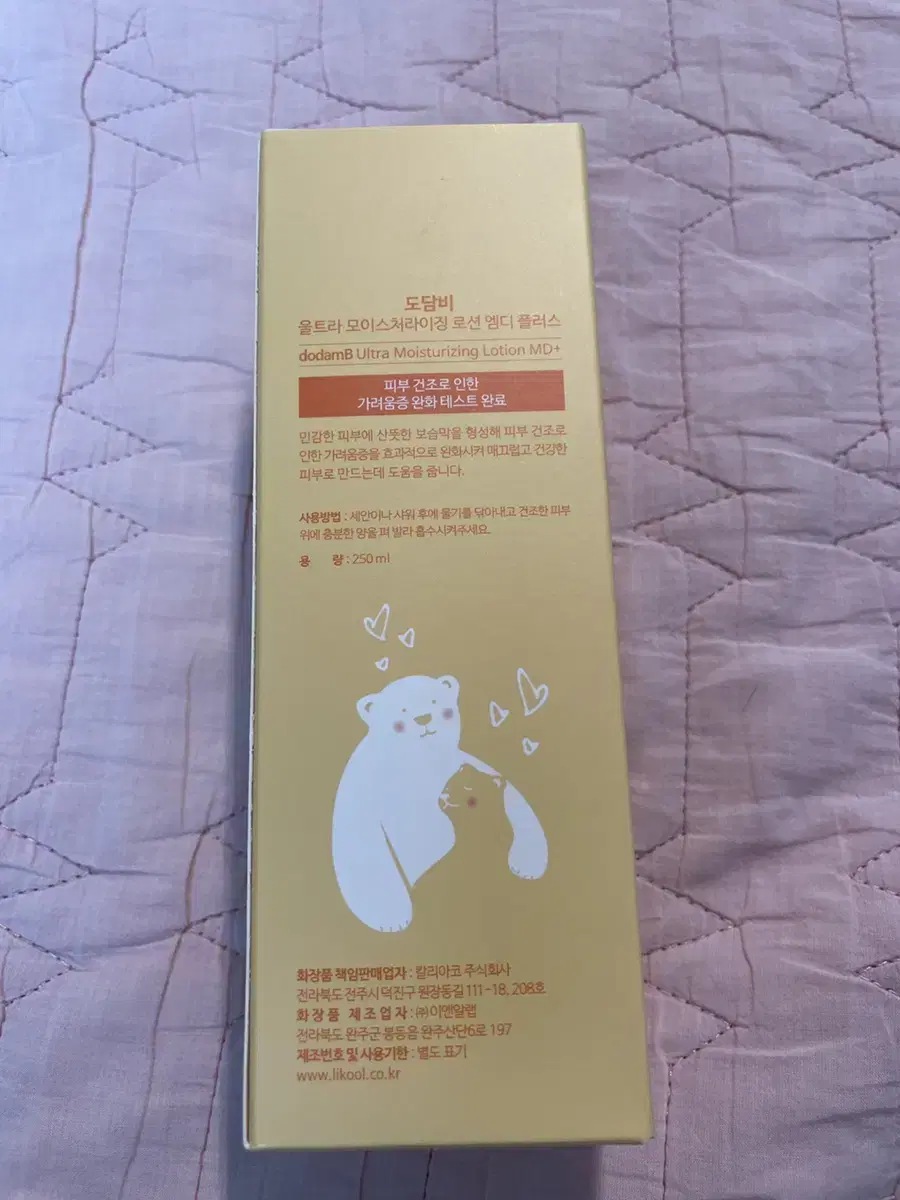 도담비
울트라 모이스처라이징 로션 엠디 플러스
dodamB Ultra Moisturizing Lotion MD+
피부 건조로 인한
가려움증 완화 테스트 완료
민감한 피부에 산뜻한 보습막을 형성해 피부 건조로
인한 가려움증을 효과적으로 완화시켜 매끄럽고 건강한
피부로 만드는데 도움을 줍니다.
사용방법 : 세안이나 샤워 후에 물기를 닦아내고 건조한 피부
위에 충분한 양을 펴 발라 흡수시켜주세요.
용 량 : 250 ml
화장품 책임판매업자 : 칼리아코 주식회사
전라북도 전주시 덕진구 원장동길 111-18, 208호
화장품 제조업자 : ㈜이앤알랩
전라북도 완주군 봉동읍 완주산단6로 197
제조번호 및 사용기한 : 별도 표기
www.likool.co.kr